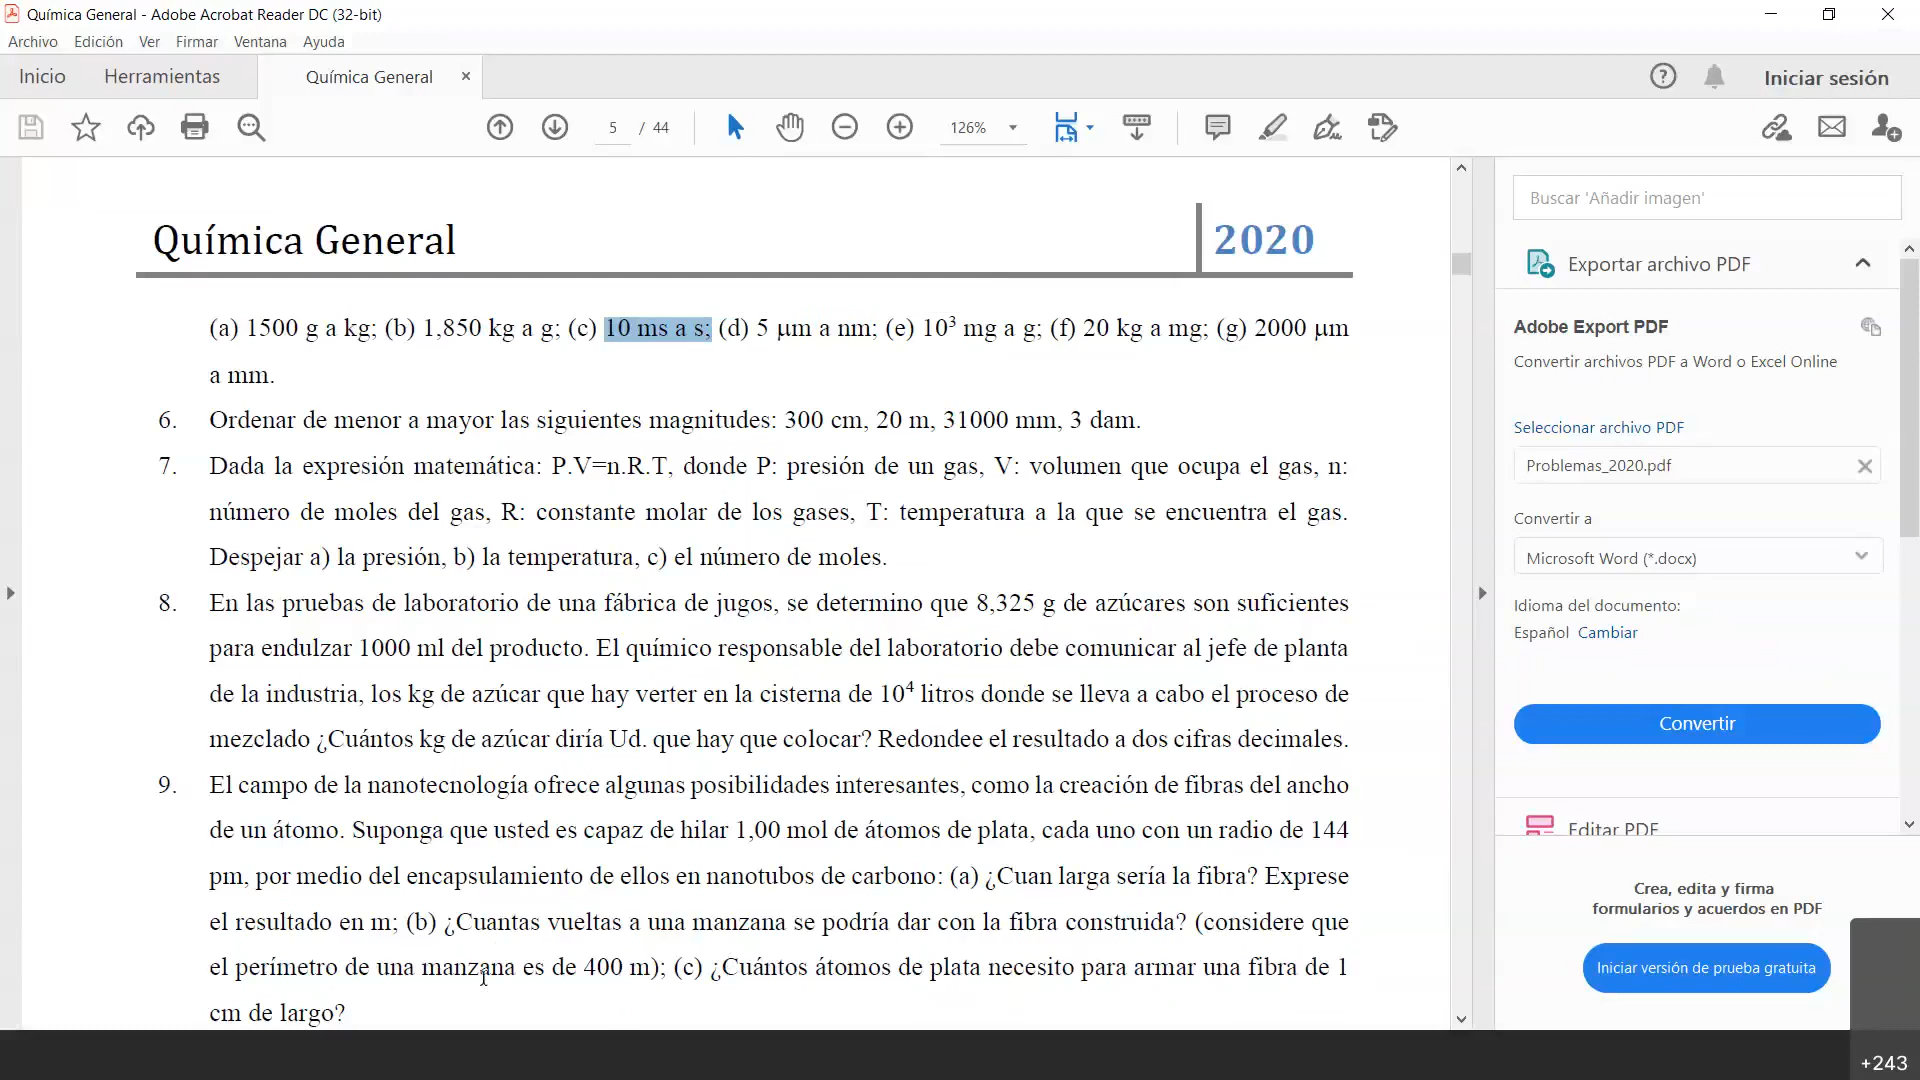 Química General - Adobe Acrobat Reader DC (32-bit)
Archivo Edición Ver Firmar Ventana Ayuda
Inicio Herramientas Química General × Iniciar sesión
5 / 44 126%
Química General 2020
(a) 1500 g a kg; (b) 1,850 kg a g; (c) 10 ms a s; (d) 5 μm a nm; (e) 10³ mg a g; (f) 20 kg a mg; (g) 2000 μm
a mm.
6. Ordenar de menor a mayor las siguientes magnitudes: 300 cm, 20 m, 31000 mm, 3 dam.
7. Dada la expresión matemática: P.V=n.R.T, donde P: presión de un gas, V: volumen que ocupa el gas, n:
número de moles del gas, R: constante molar de los gases, T: temperatura a la que se encuentra el gas.
Despejar a) la presión, b) la temperatura, c) el número de moles.
8. En las pruebas de laboratorio de una fábrica de jugos, se determino que 8,325 g de azúcares son suficientes
para endulzar 1000 ml del producto. El químico responsable del laboratorio debe comunicar al jefe de planta
de la industria, los kg de azúcar que hay verter en la cisterna de 10⁴ litros donde se lleva a cabo el proceso de
mezclado ¿Cuántos kg de azúcar diría Ud. que hay que colocar? Redondee el resultado a dos cifras decimales.
9. El campo de la nanotecnología ofrece algunas posibilidades interesantes, como la creación de fibras del ancho
de un átomo. Suponga que usted es capaz de hilar 1,00 mol de átomos de plata, cada uno con un radio de 144
pm, por medio del encapsulamiento de ellos en nanotubos de carbono: (a) ¿Cuan larga sería la fibra? Exprese
el resultado en m; (b) ¿Cuantas vueltas a una manzana se podría dar con la fibra construida? (considere que
el perímetro de una manzana es de 400 m); (c) ¿Cuántos átomos de plata necesito para armar una fibra de 1
cm de largo?
Buscar 'Añadir imagen'
Exportar archivo PDF
Adobe Export PDF
Convertir archivos PDF a Word o Excel Online
Seleccionar archivo PDF
Problemas_2020.pdf
Convertir a
Microsoft Word (*.docx)
Idioma del documento:
Español Cambiar
Convertir
Editar PDF
Crea, edita y firma
formularios y acuerdos en PDF
Iniciar versión de prueba gratuita
+243